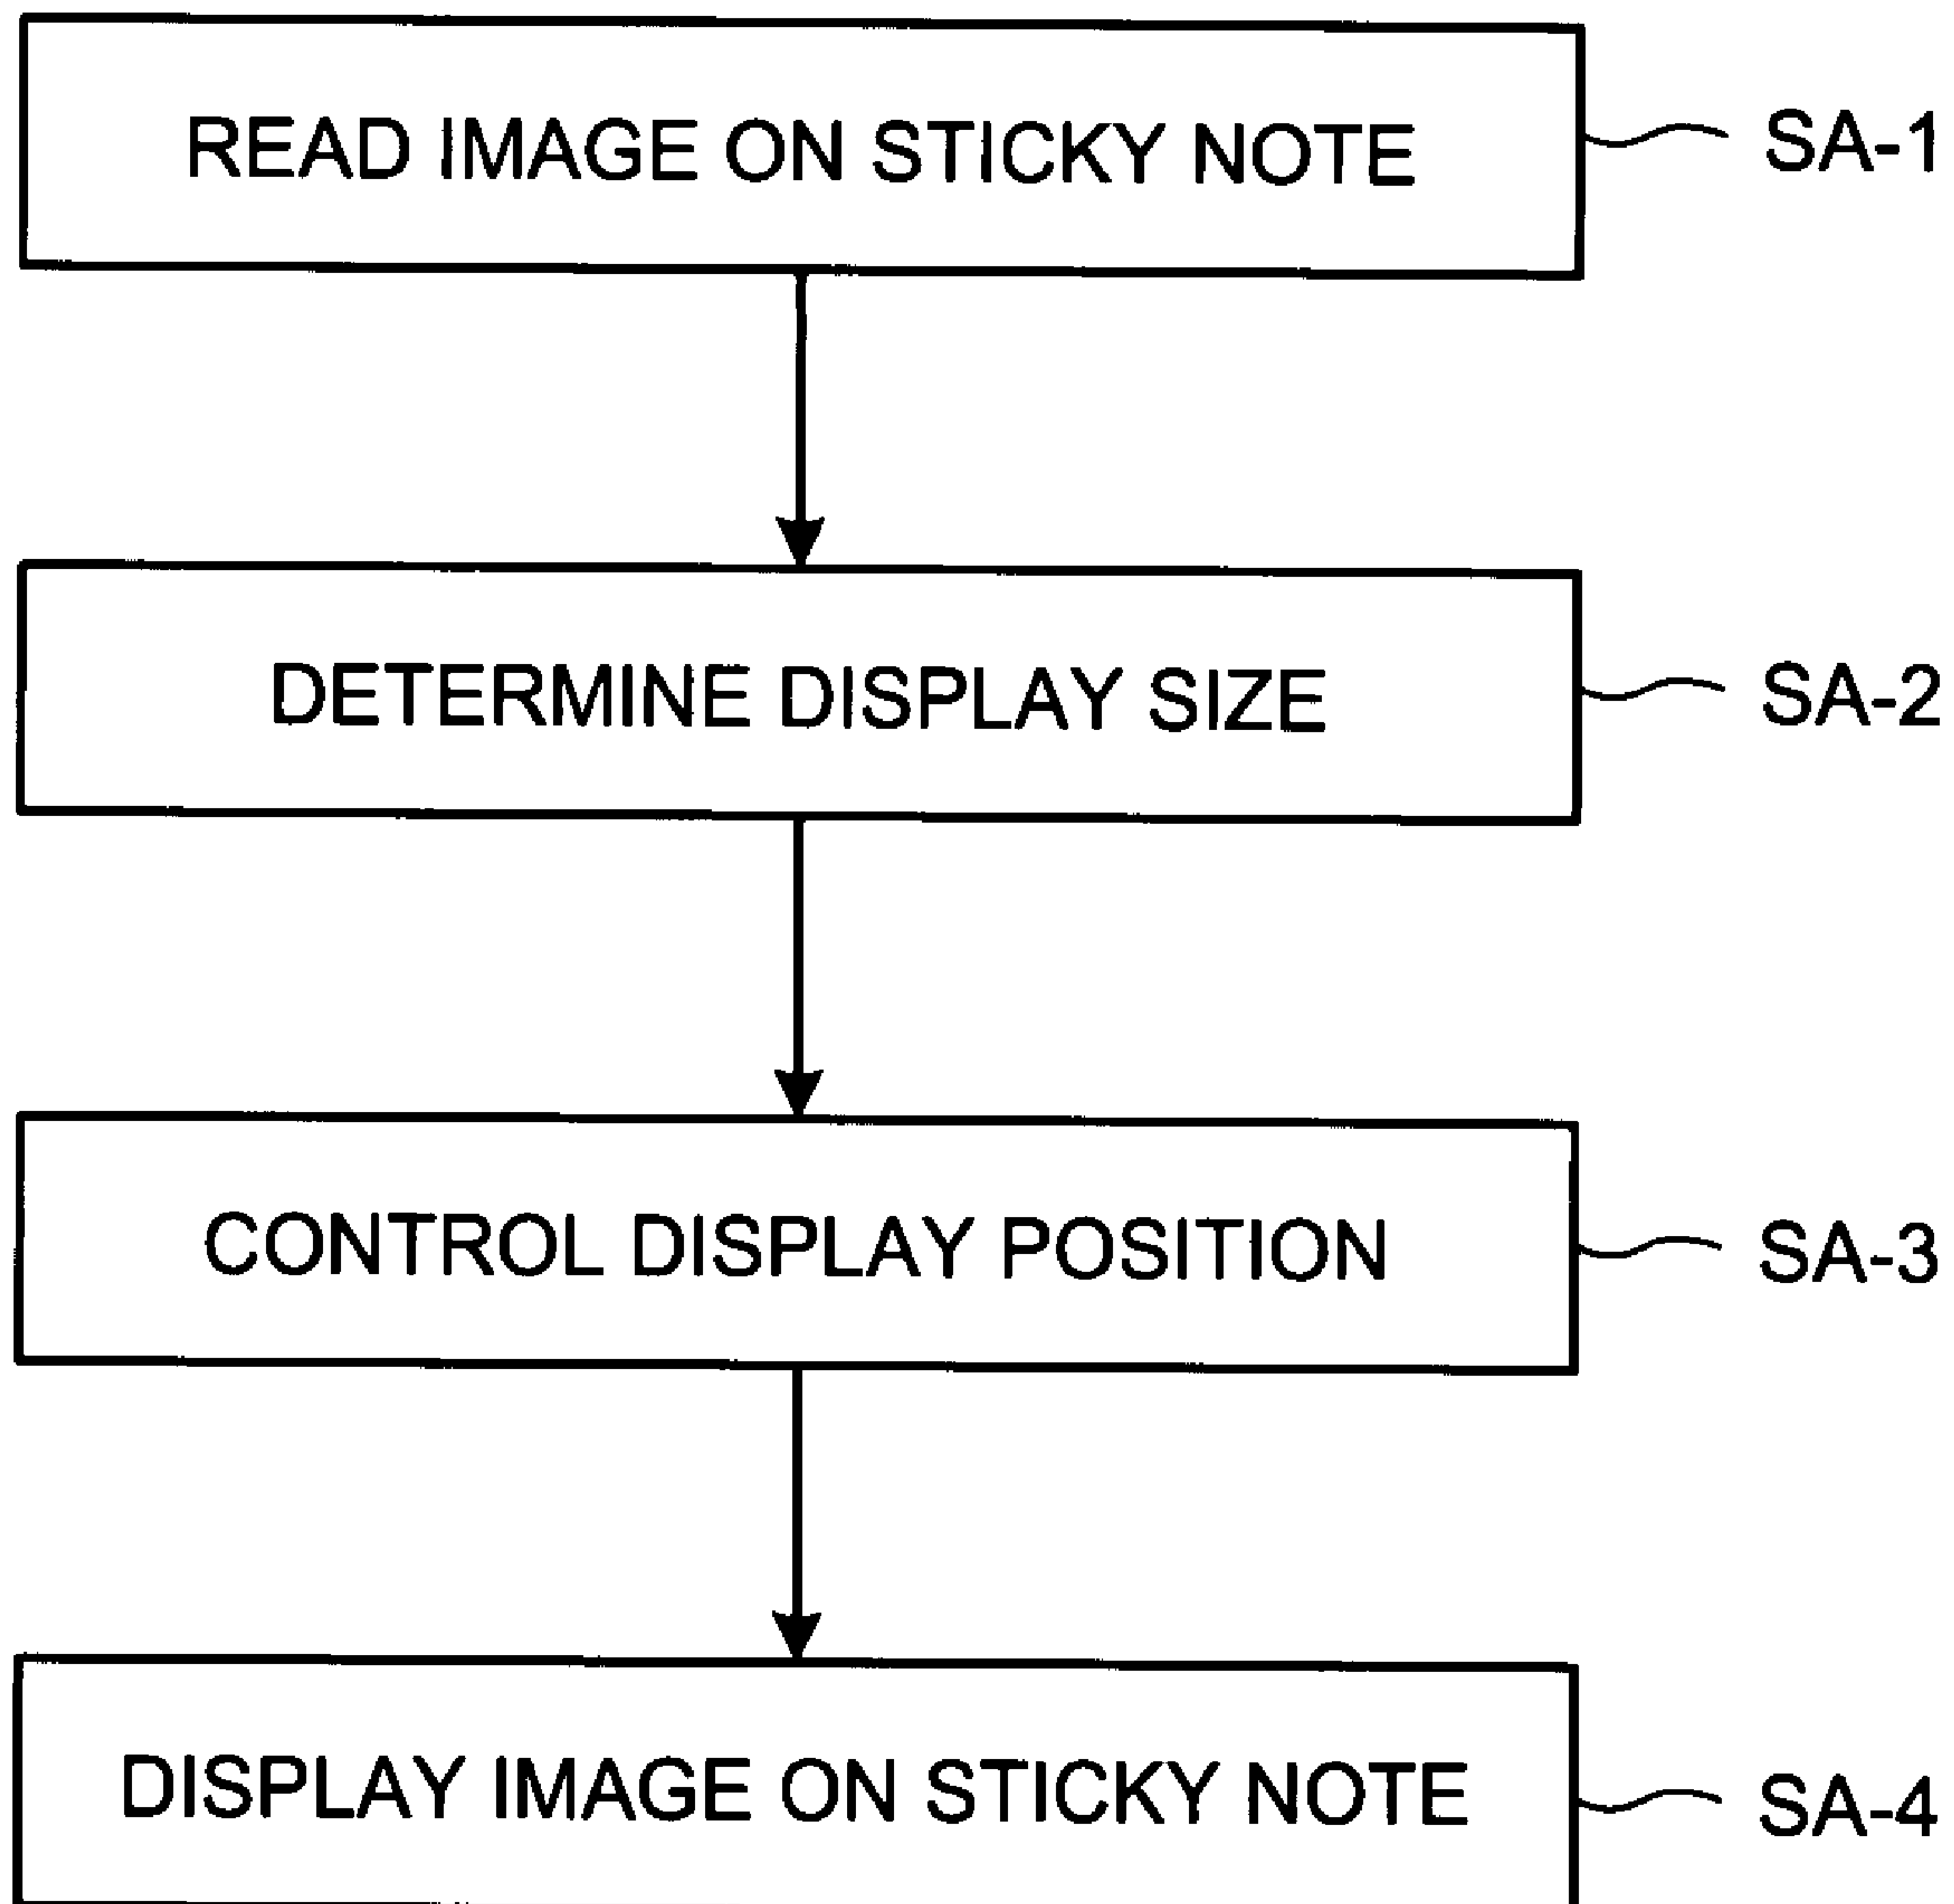 READ IMAGE ON STICKY NOTE SA-1
DETERMINE DISPLAY SIZE SA-2
CONTROL DISPLAY POSITION SA-3
DISPLAY IMAGE ON STICKY NOTE SA-4